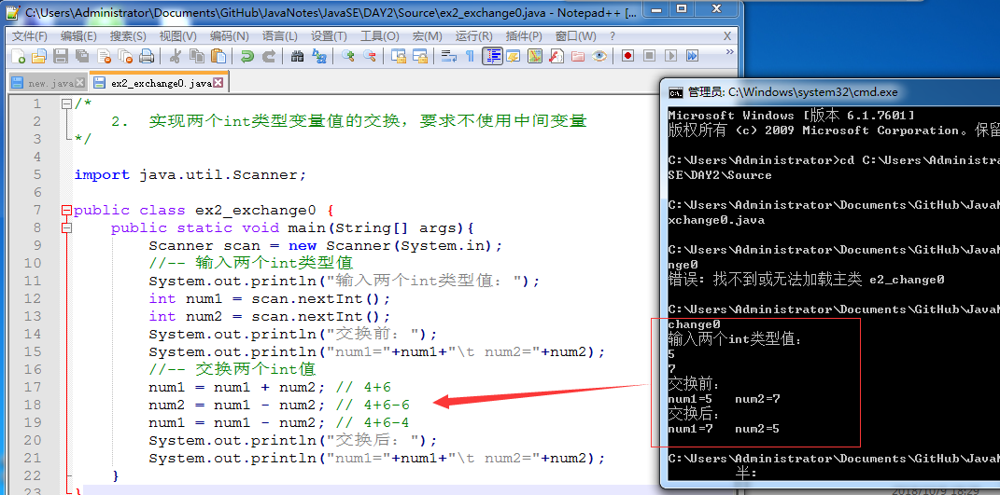 C:\Users\Administrator\Documents\GitHub\JavaNotes\JavaSE\DAY2\Source\ex2_exchange0.java - Notepad++ [...
文件(F) 编辑(E) 搜索(S) 视图(V) 编码(N) 语言(L) 设置(T) 工具(O) 宏(M) 运行(R) 插件(P) 窗口(W) ? X
new.java ex2_exchange0.java
1 /*
2 2. 实现两个int类型变量值的交换，要求不使用中间变量
3 */
4
5 import java.util.Scanner;
6
7 public class ex2_exchange0 {
8 public static void main(String[] args){
9 Scanner scan = new Scanner(System.in);
10 //-- 输入两个int类型值
11 System.out.println("输入两个int类型值：");
12 int num1 = scan.nextInt();
13 int num2 = scan.nextInt();
14 System.out.println("交换前：");
15 System.out.println("num1="+num1+"\t num2="+num2);
16 //-- 交换两个int值
17 num1 = num1 + num2; // 4+6
18 num2 = num1 - num2; // 4+6-6
19 num1 = num1 - num2; // 4+6-4
20 System.out.println("交换后：");
21 System.out.println("num1="+num1+"\t num2="+num2);
22 }
23 }
管理员: C:\Windows\system32\cmd.exe
Microsoft Windows [版本 6.1.7601]
版权所有 (c) 2009 Microsoft Corporation。保留
C:\Users\Administrator>cd C:\Users\Administra
SE\DAY2\Source
C:\Users\Administrator\Documents\GitHub\JavaN
xchange0.java
C:\Users\Administrator\Documents\GitHub\JavaN
nge0
错误: 找不到或无法加载主类 e2_change0
C:\Users\Administrator\Documents\GitHub\JavaN
change0
输入两个int类型值：
5
7
交换前：
num1=5 num2=7
交换后：
num1=7 num2=5
C:\Users\Administrator\Documents\GitHub\JavaN
半:
2018/10/9 18:29